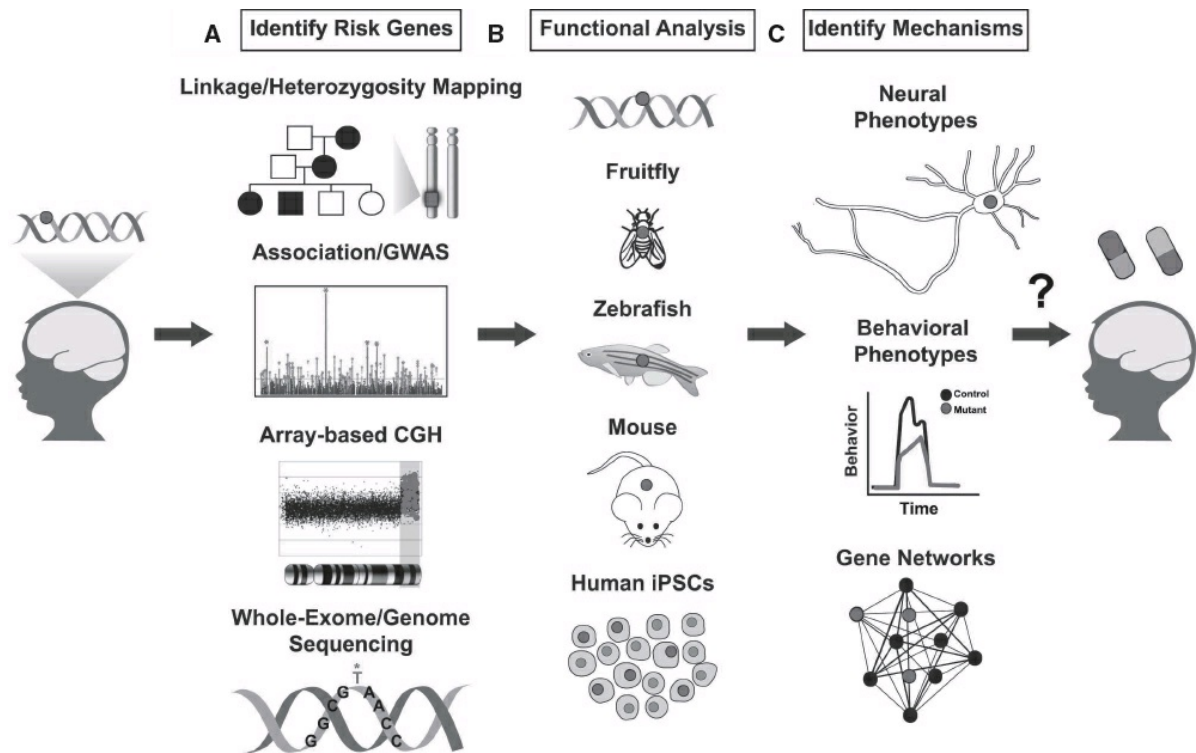 A
Identify Risk Genes
Linkage/Heterozygosity Mapping
Association/GWAS
Array-based CGH
Whole-Exome/Genome
Sequencing
*
T
G G C G A A C C
B
Functional Analysis
Fruitfly
Zebrafish
Mouse
Human iPSCs
C
Identify Mechanisms
Neural
Phenotypes
Behavioral
Phenotypes
Control
Mutant
Behavior
Time
Gene Networks
?